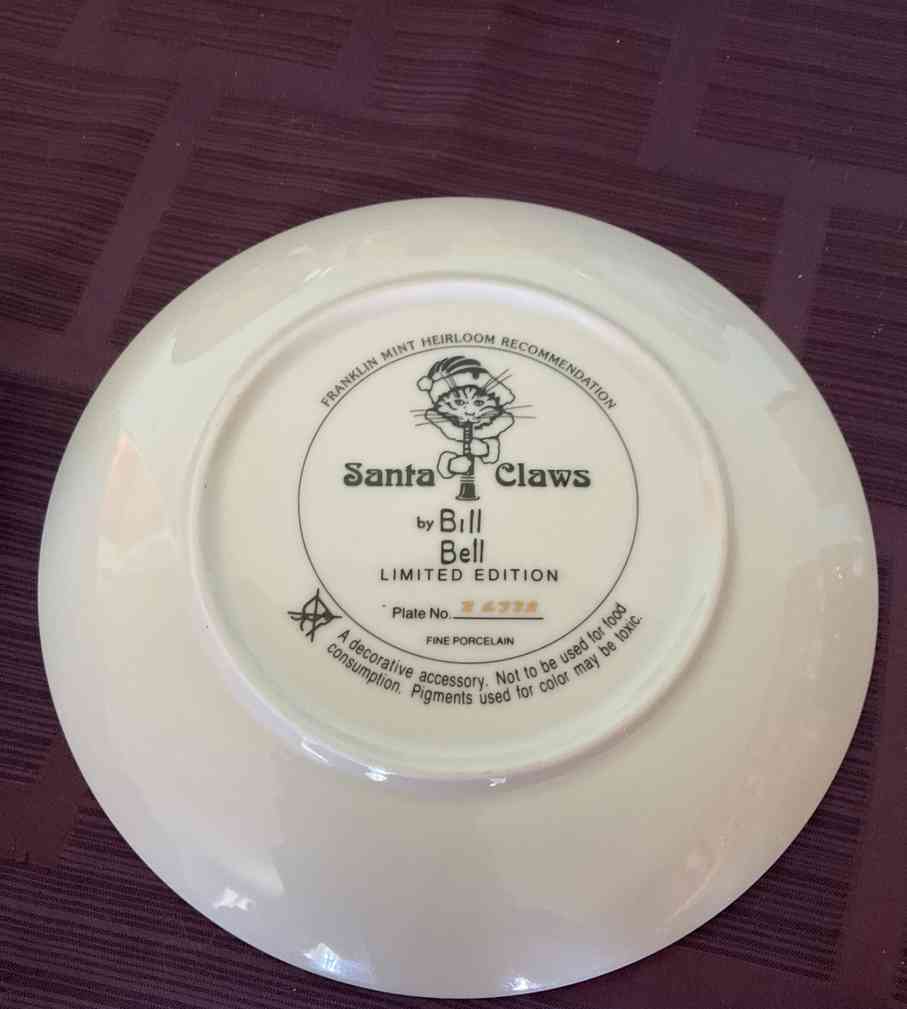 FRANKLIN MINT HEIRLOOM RECOMMENDATION
Santa Claws
by Bill
Bell
LIMITED EDITION
Plate No.
FINE PORCELAIN
A decorative accessory. Not to be used for food
consumption. Pigments used for color may be toxic.